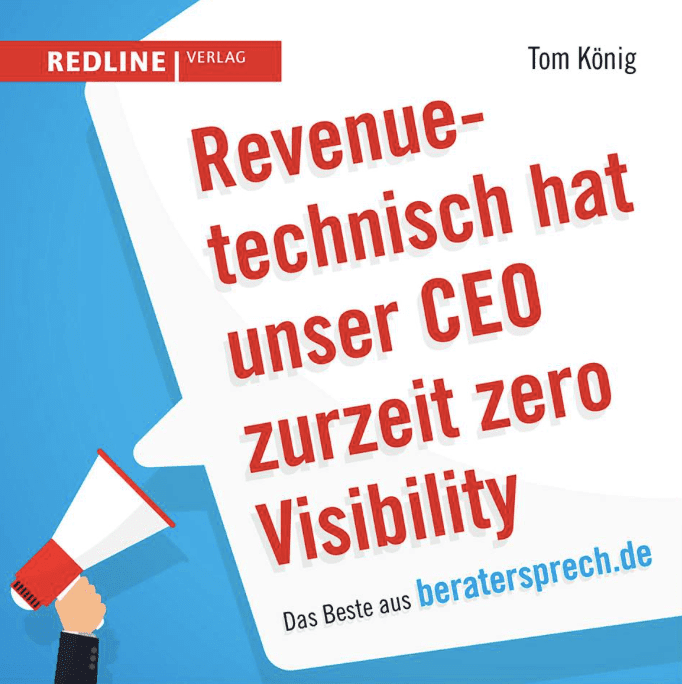 REDLINE VERLAG
Tom König
Revenue-
technisch hat
unser CEO
zurzeit zero
Visibility
Das Beste aus beratersprech.de